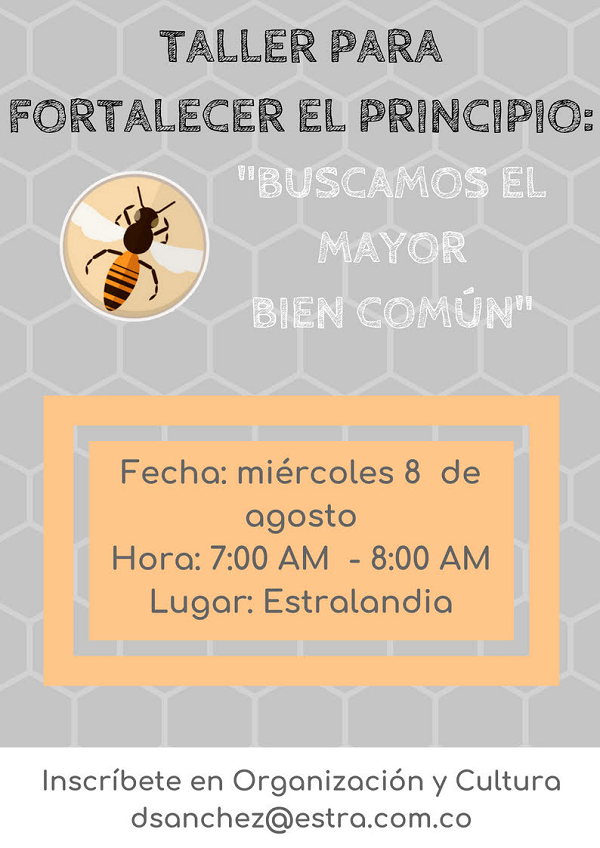 TALLER PARA
FORTALECER EL PRINCIPIO:
"BUSCAMOS EL
MAYOR
BIEN COMÚN"
Fecha: miércoles 8 de
agosto
Hora: 7:00 AM - 8:00 AM
Lugar: Estralandia
Inscríbete en Organización y Cultura
dsanchez@estra.com.co